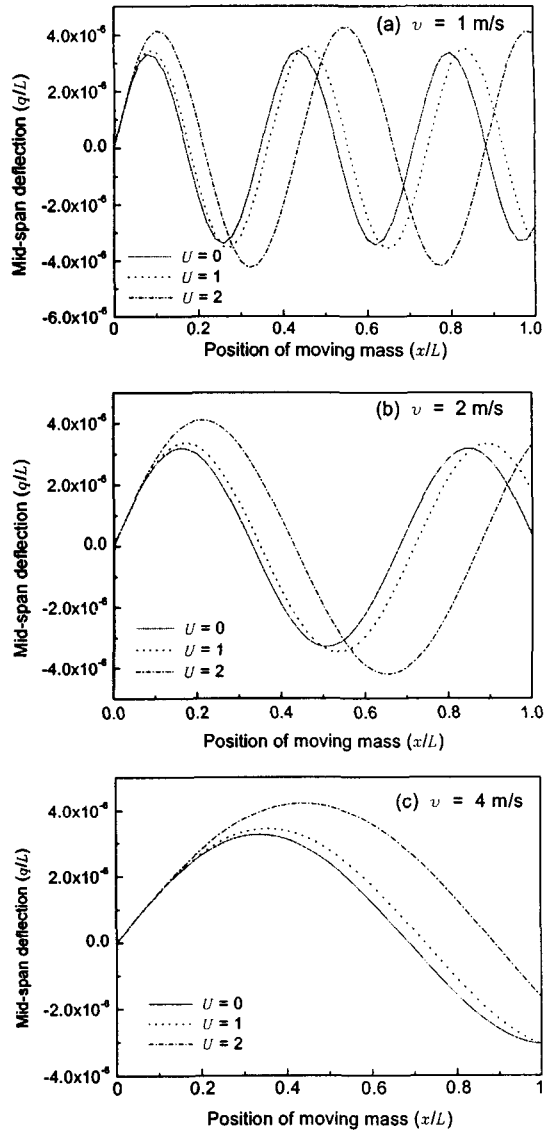 (a) υ = 1 m/s
4.0x10⁻⁶
2.0x10⁻⁶
0.0
-2.0x10⁻⁶
-4.0x10⁻⁶
-6.0x10⁻⁶
Mid-span deflection (q/L)
U = 0
U = 1
U = 2
0 0.2 0.4 0.6 0.8 1.0
Position of moving mass (x/L)
(b) υ = 2 m/s
4.0x10⁻⁶
2.0x10⁻⁶
0.0
-2.0x10⁻⁶
-4.0x10⁻⁶
Mid-span deflection (q/L)
U = 0
U = 1
U = 2
0.0 0.2 0.4 0.6 0.8 1.0
Position of moving mass (x/L)
(c) υ = 4 m/s
4.0x10⁻⁶
2.0x10⁻⁶
0.0
-2.0x10⁻⁶
-4.0x10⁻⁶
Mid-span deflection (q/L)
U = 0
U = 1
U = 2
0 0.2 0.4 0.6 0.8 1
Position of moving mass (x/L)